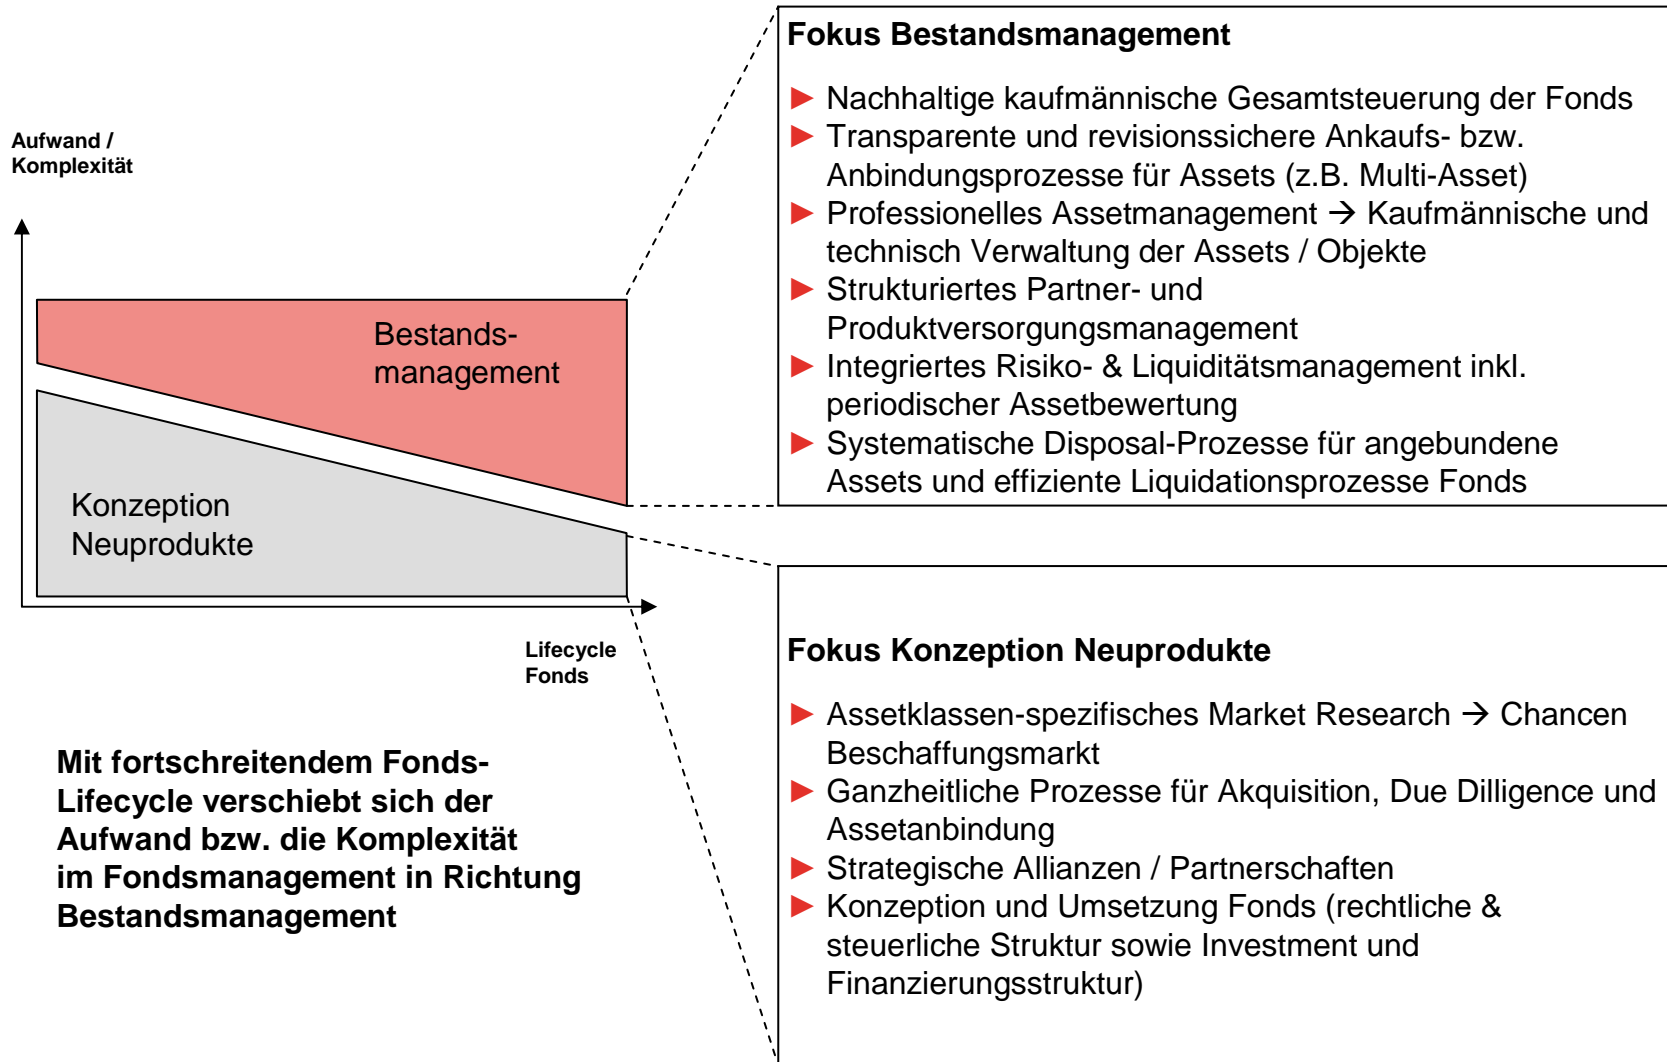 Aufwand /
Komplexität
Bestands-
management
Konzeption
Neuprodukte
Lifecycle
Fonds
Mit fortschreitendem Fonds-
Lifecycle verschiebt sich der
Aufwand bzw. die Komplexität
im Fondsmanagement in Richtung
Bestandsmanagement
Fokus Bestandsmanagement
► Nachhaltige kaufmännische Gesamtsteuerung der Fonds
► Transparente und revisionssichere Ankaufs- bzw.
Anbindungsprozesse für Assets (z.B. Multi-Asset)
► Professionelles Assetmanagement → Kaufmännische und
technisch Verwaltung der Assets / Objekte
► Strukturiertes Partner- und
Produktversorgungsmanagement
► Integriertes Risiko- & Liquiditätsmanagement inkl.
periodischer Assetbewertung
► Systematische Disposal-Prozesse für angebundene
Assets und effiziente Liquidationsprozesse Fonds
Fokus Konzeption Neuprodukte
► Assetklassen-spezifisches Market Research → Chancen
Beschaffungsmarkt
► Ganzheitliche Prozesse für Akquisition, Due Dilligence und
Assetanbindung
► Strategische Allianzen / Partnerschaften
► Konzeption und Umsetzung Fonds (rechtliche &
steuerliche Struktur sowie Investment und
Finanzierungsstruktur)